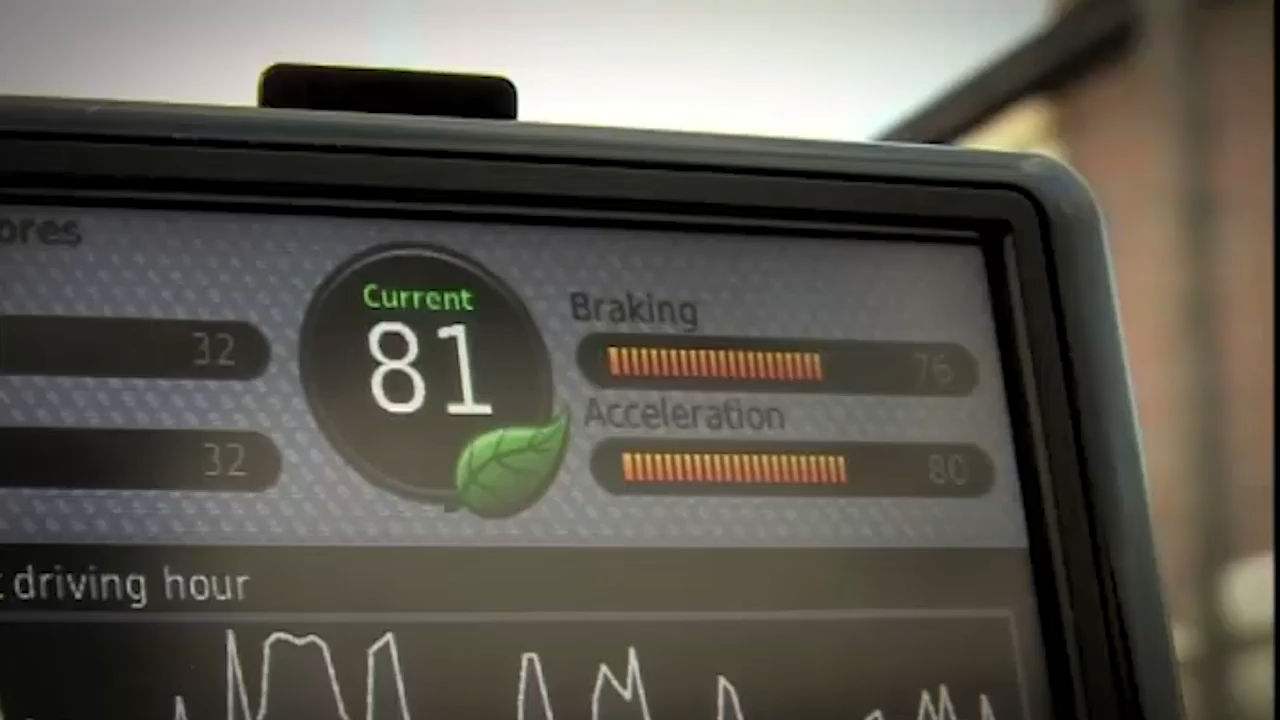 ores
Current
81
32
32
Braking
76
Acceleration
80
driving hour